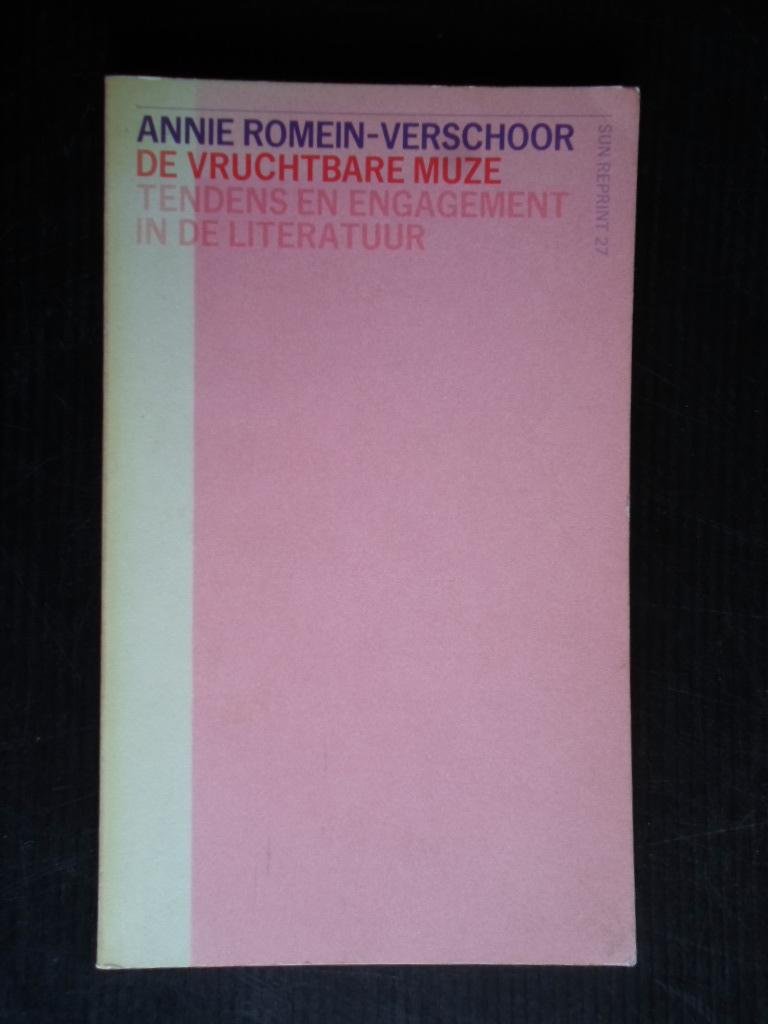 ANNIE ROMEIN-VERSCHOOR
DE VRUCHTBARE MUZE
TENDENS EN ENGAGEMENT
IN DE LITERATUUR
SUN REPRINT 27